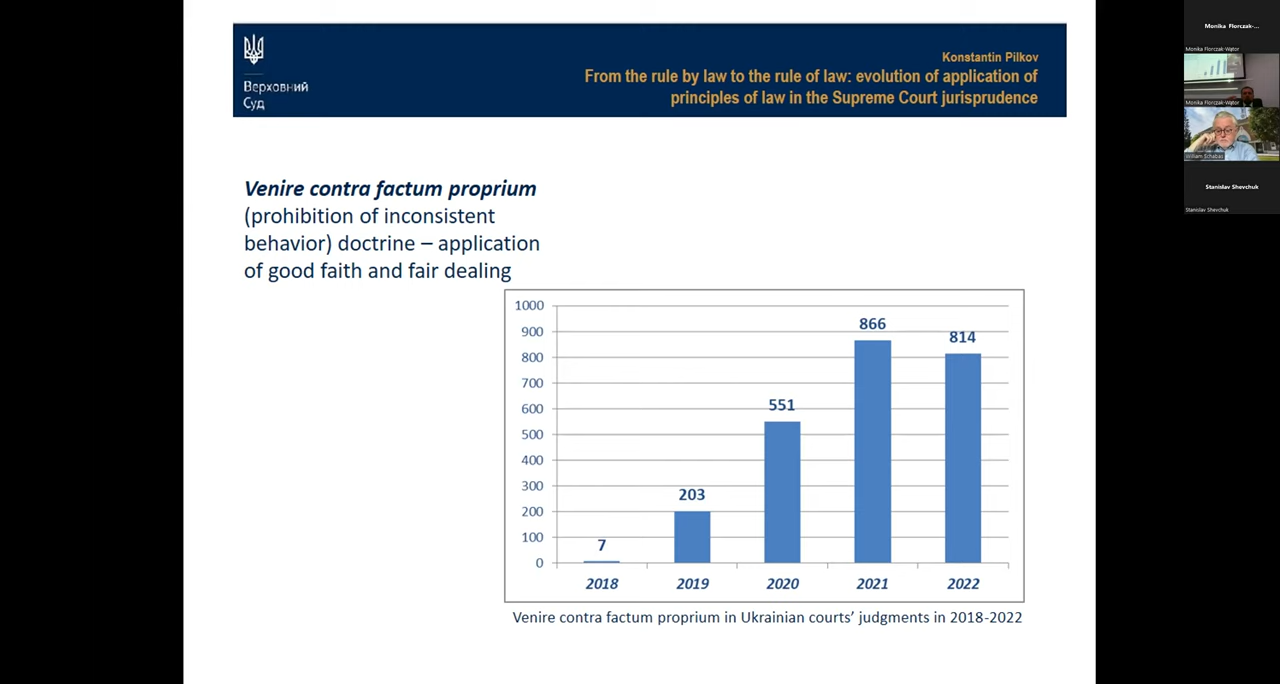 Верховний
Суд
Konstantin Pilkov
From the rule by law to the rule of law: evolution of application of
principles of law in the Supreme Court jurisprudence
Venire contra factum proprium
(prohibition of inconsistent
behavior) doctrine – application
of good faith and fair dealing
1000
900
800
700
600
500
400
300
200
100
0
7
203
551
866
814
2018
2019
2020
2021
2022
Venire contra factum proprium in Ukrainian courts’ judgments in 2018-2022
Monika Florczak-...
Monika Florczak-Wątor
Monika Florczak-Wątor
William Schabas
Stanislav Shevchuk
Stanislav Shevchuk